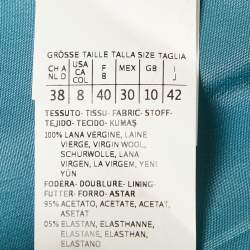 GRÖSSE TAILLE TALLA SIZE TAGLIA
CH A USA F MEX GB I
NL D CA CO B J
38 8 40 30 10 42
TESSUTO- TISSU- FABRIC- STOFF-
TEJIDO- TECIDO- KUMAŞ
100% LANA VERGINE, LAINE
VIERGE, VIRGIN WOOL,
SCHURWOLLE, LANA
VIRGEN, LA VIRGEM, YENİ
YÜN
FODERA- DOUBLURE- LINING-
FUTTER- FORRO- ASTAR
95% ACETATO, ACETATE, ACETAT,
ASETAT
05% ELASTAN, ELASTHANNE,
ELASTANE, ELASTHAN,
ELASTANO